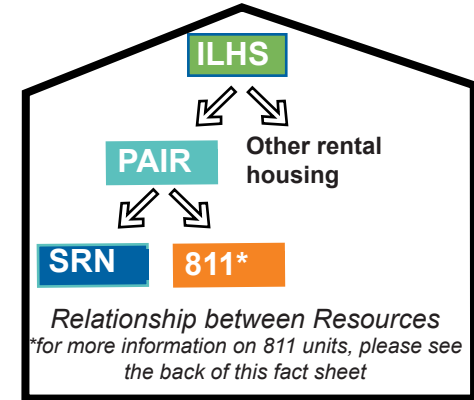 ILHS
PAIR
Other rental
housing
SRN
811*
Relationship between Resources
*for more information on 811 units, please see
the back of this fact sheet